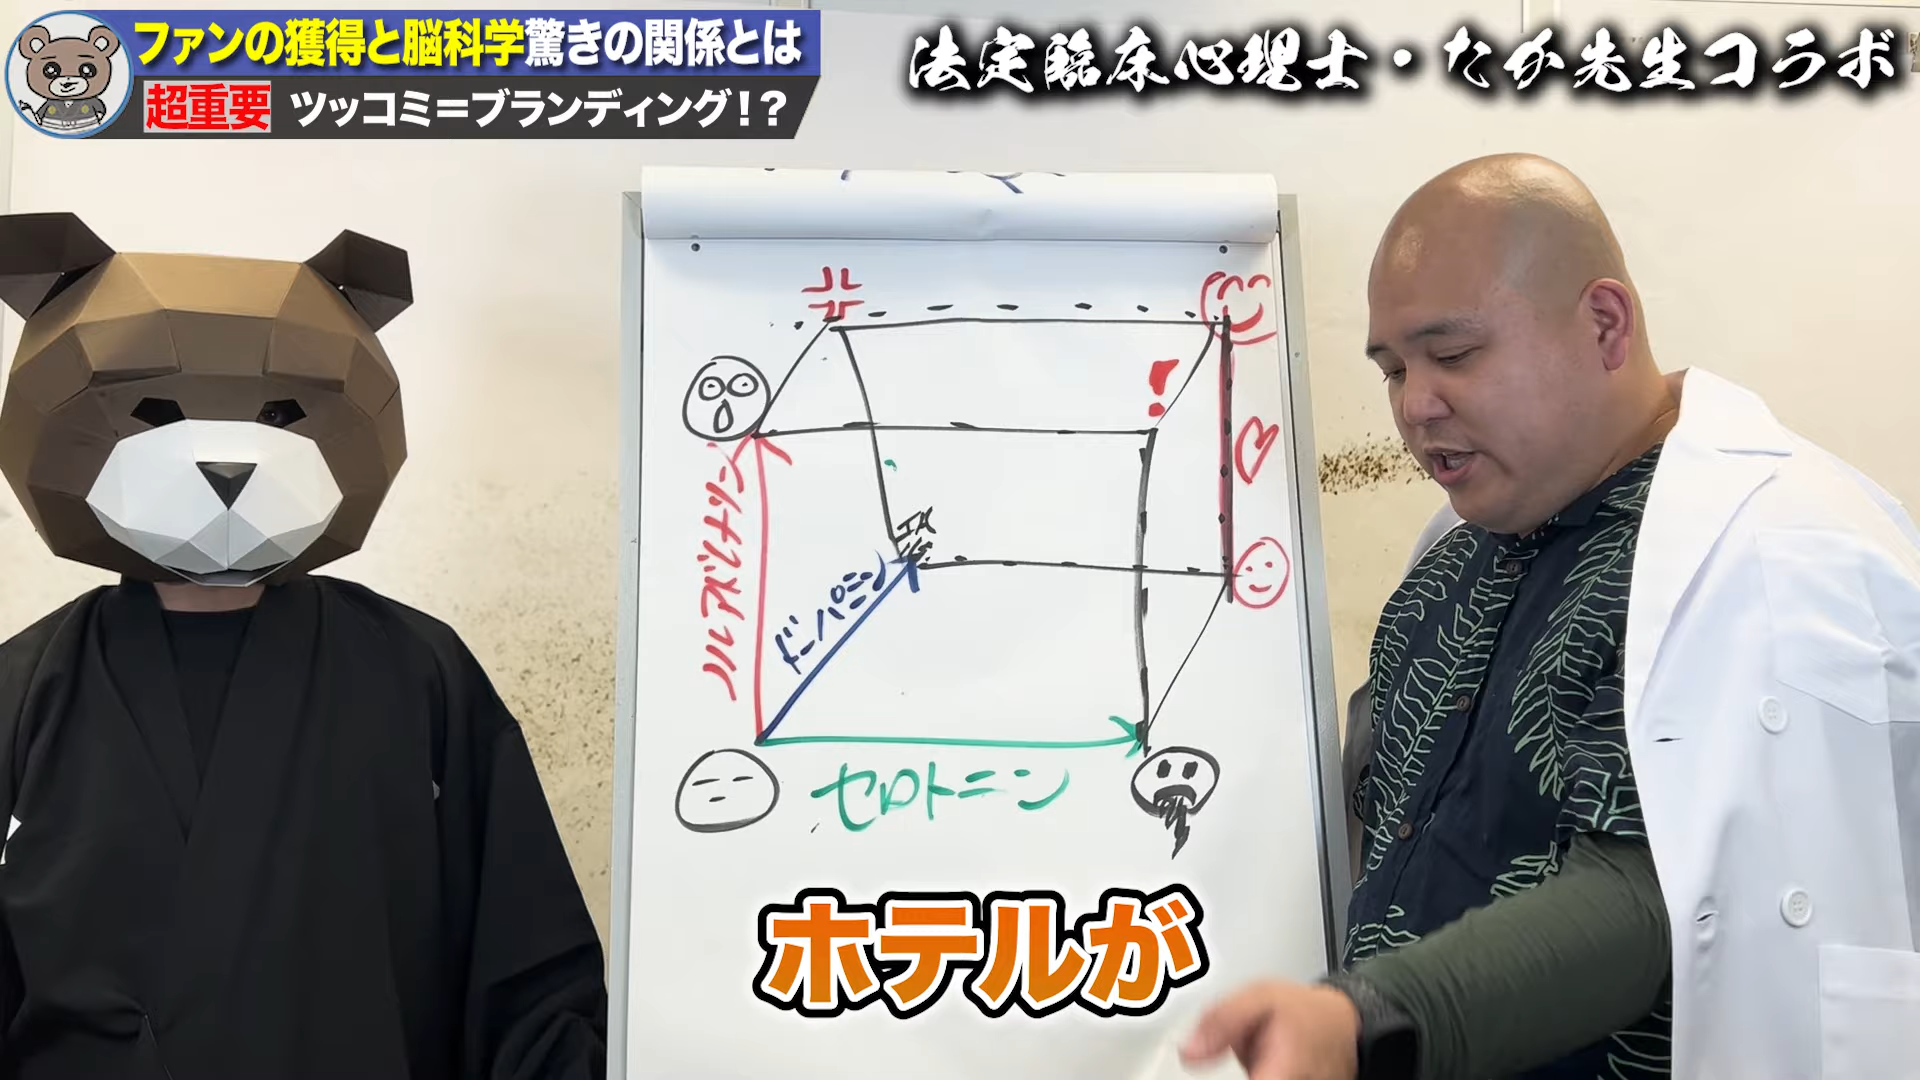 ファンの獲得と脳科学驚きの関係とは
超重要 ツッコミ=ブランディング!?
法定臨床心理士・たか先生コラボ
!
ノルアドレナリン
ドーパミン
セロトニン
ホテルが